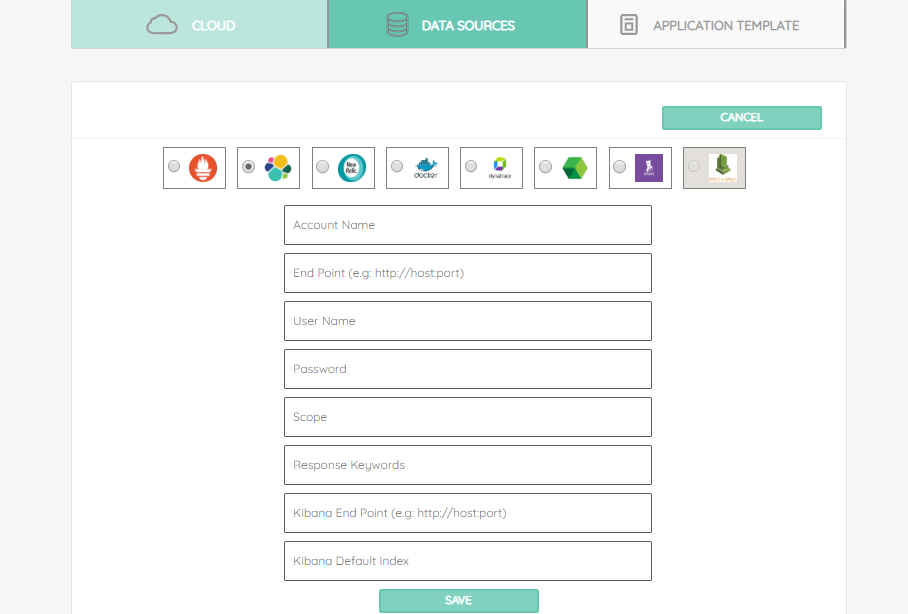 CLOUD
DATA SOURCES
APPLICATION TEMPLATE
CANCEL
New
Relic
docker
dynatrace
Account Name
End Point (e.g: http://host:port)
User Name
Password
Scope
Response Keywords
Kibana End Point (e.g: http://host:port)
Kibana Default Index
SAVE